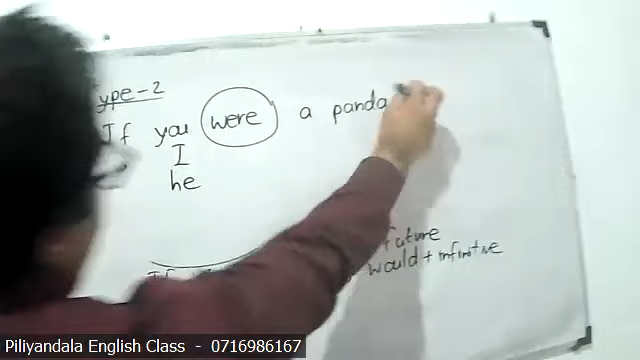 ype-2
If you were a panda
I
he
future
would + infinitive
Piliyandala English Class - 0716986167